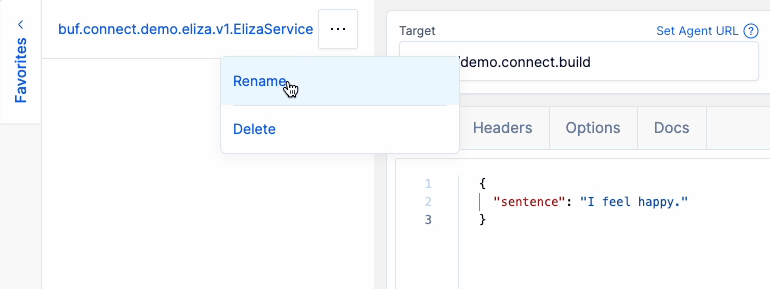 Favorites
buf.connect.demo.eliza.v1.ElizaService
...
Rename
Delete
Target
Set Agent URL ?
/demo.connect.build
Headers
Options
Docs
1 {
2 "sentence": "I feel happy."
3 }